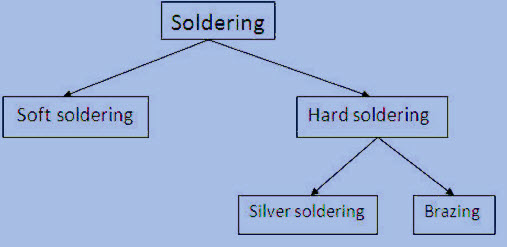 Soldering
Soft soldering
Hard soldering
Silver soldering
Brazing